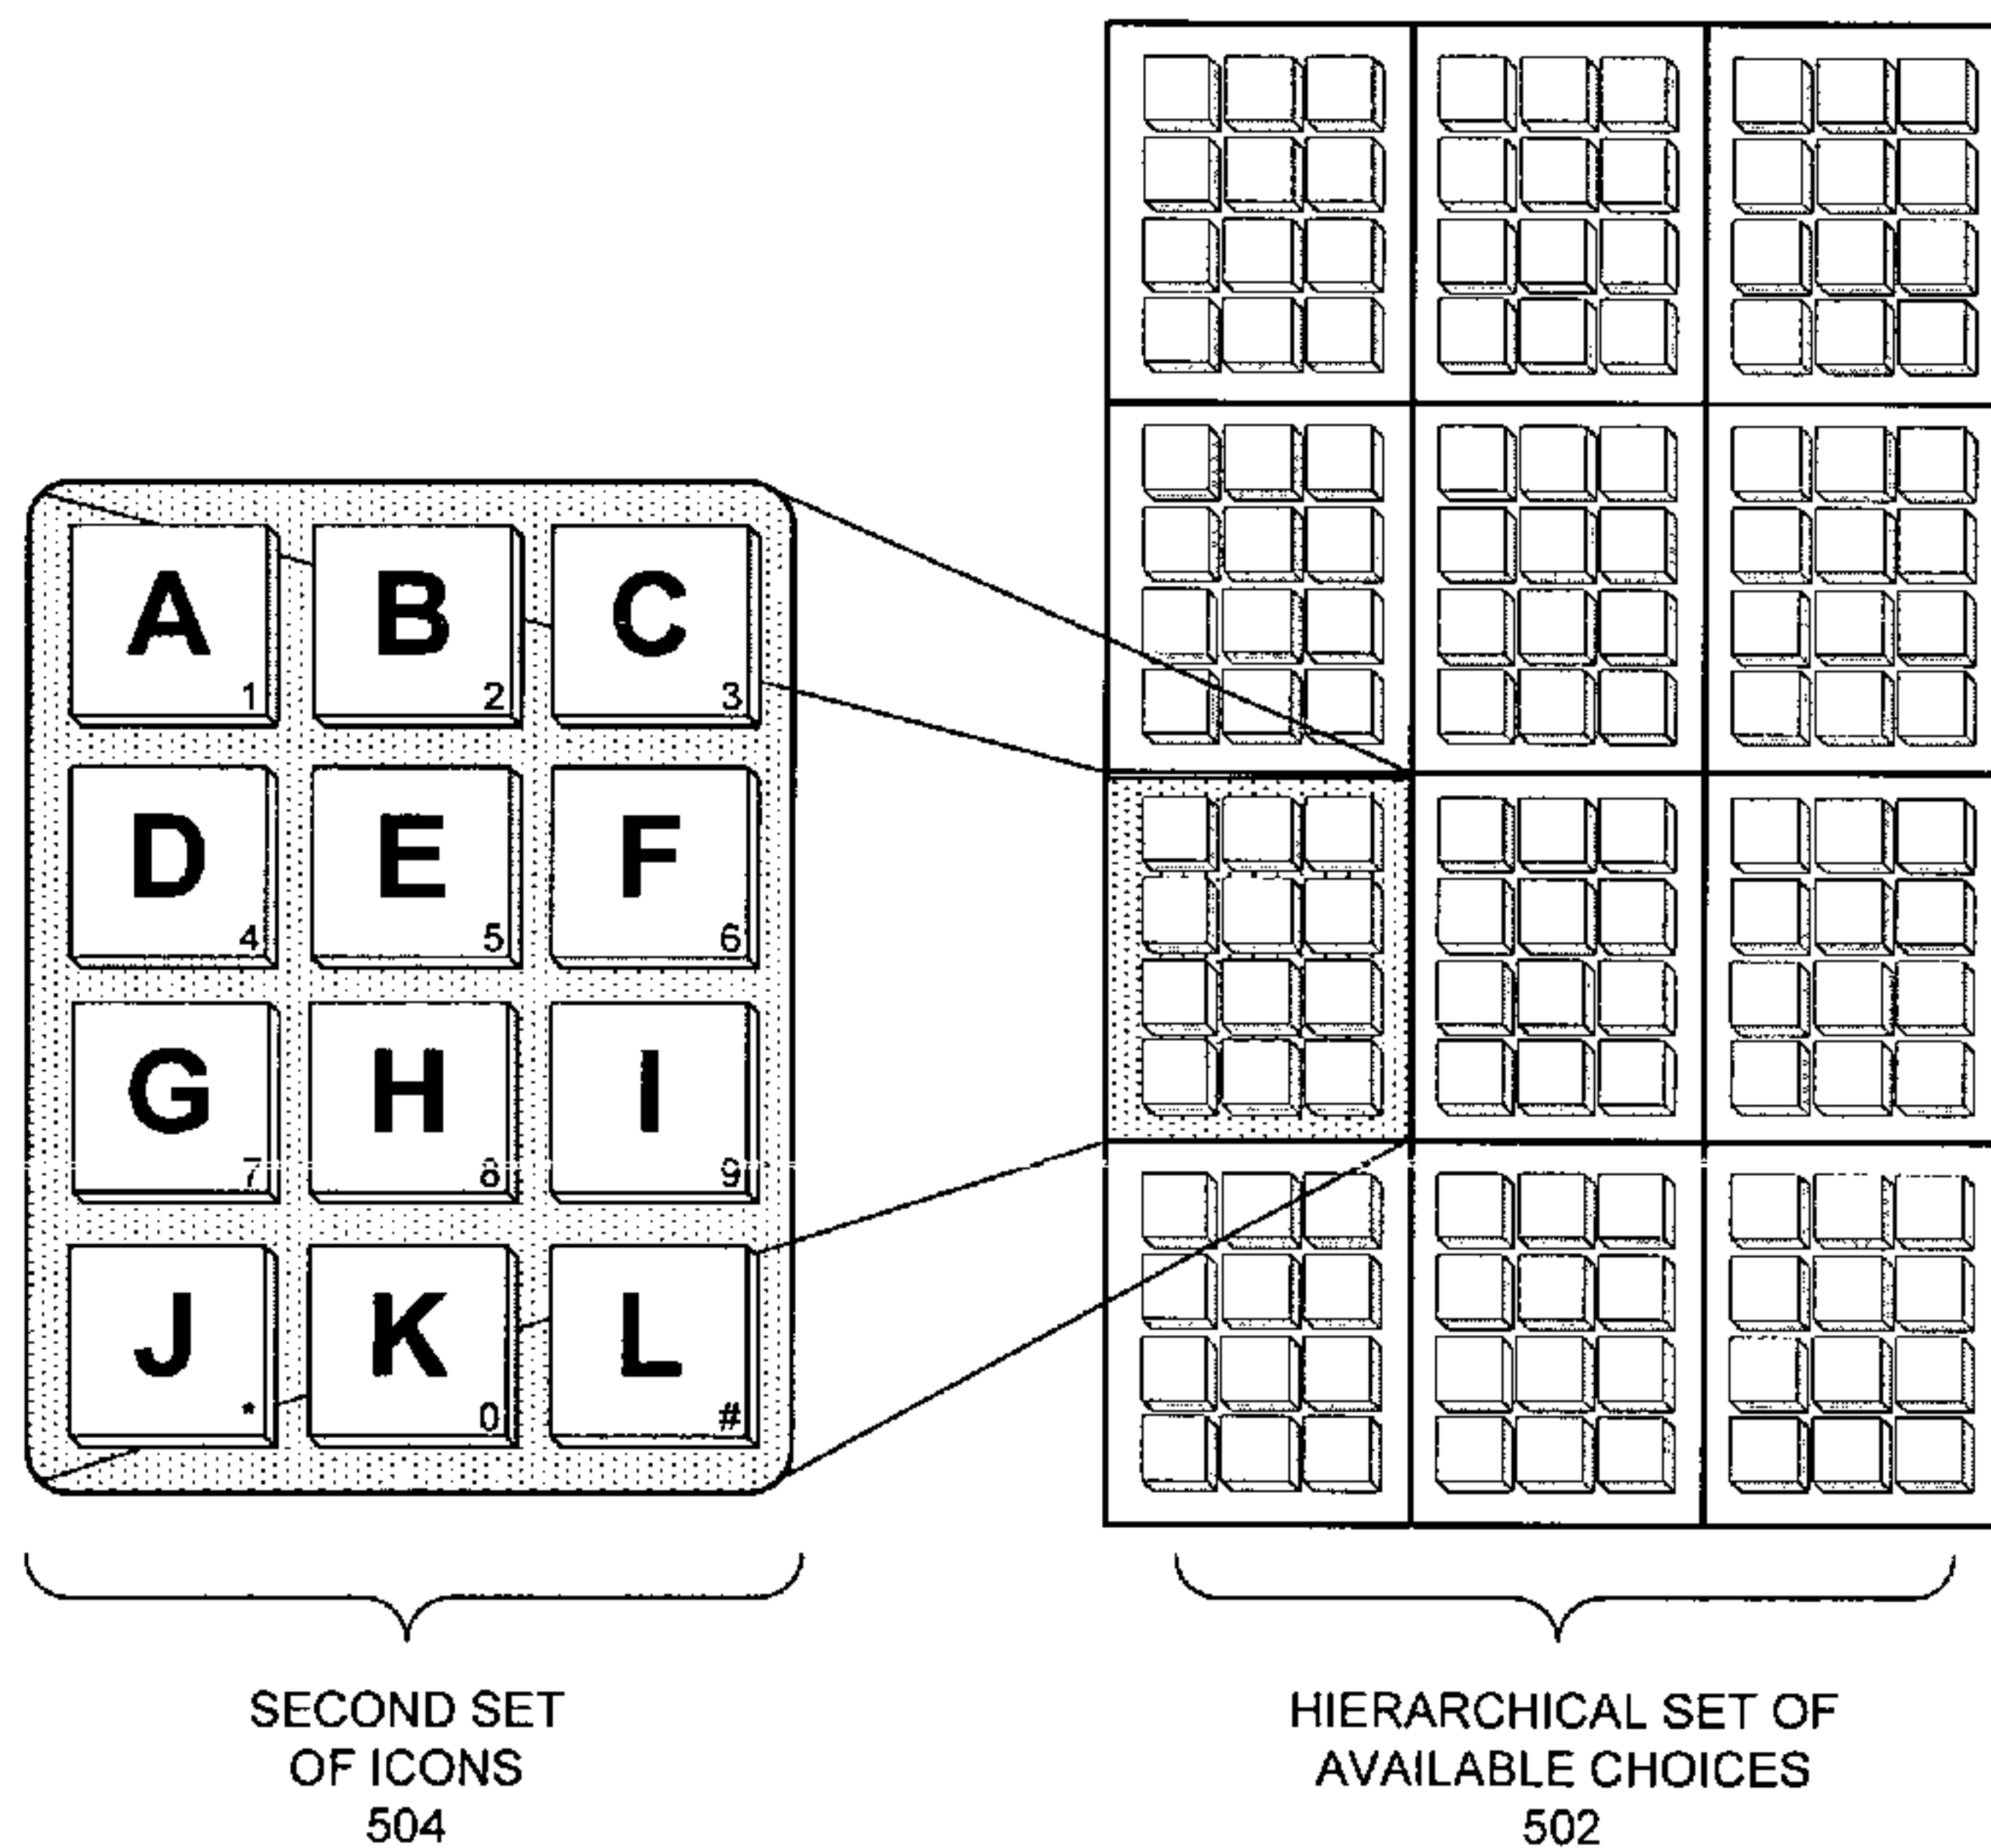 A B C
1 2 3
D E F
4 5 6
G H I
7 8 9
J K L
* 0 #
SECOND SET
OF ICONS
504
HIERARCHICAL SET OF
AVAILABLE CHOICES
502